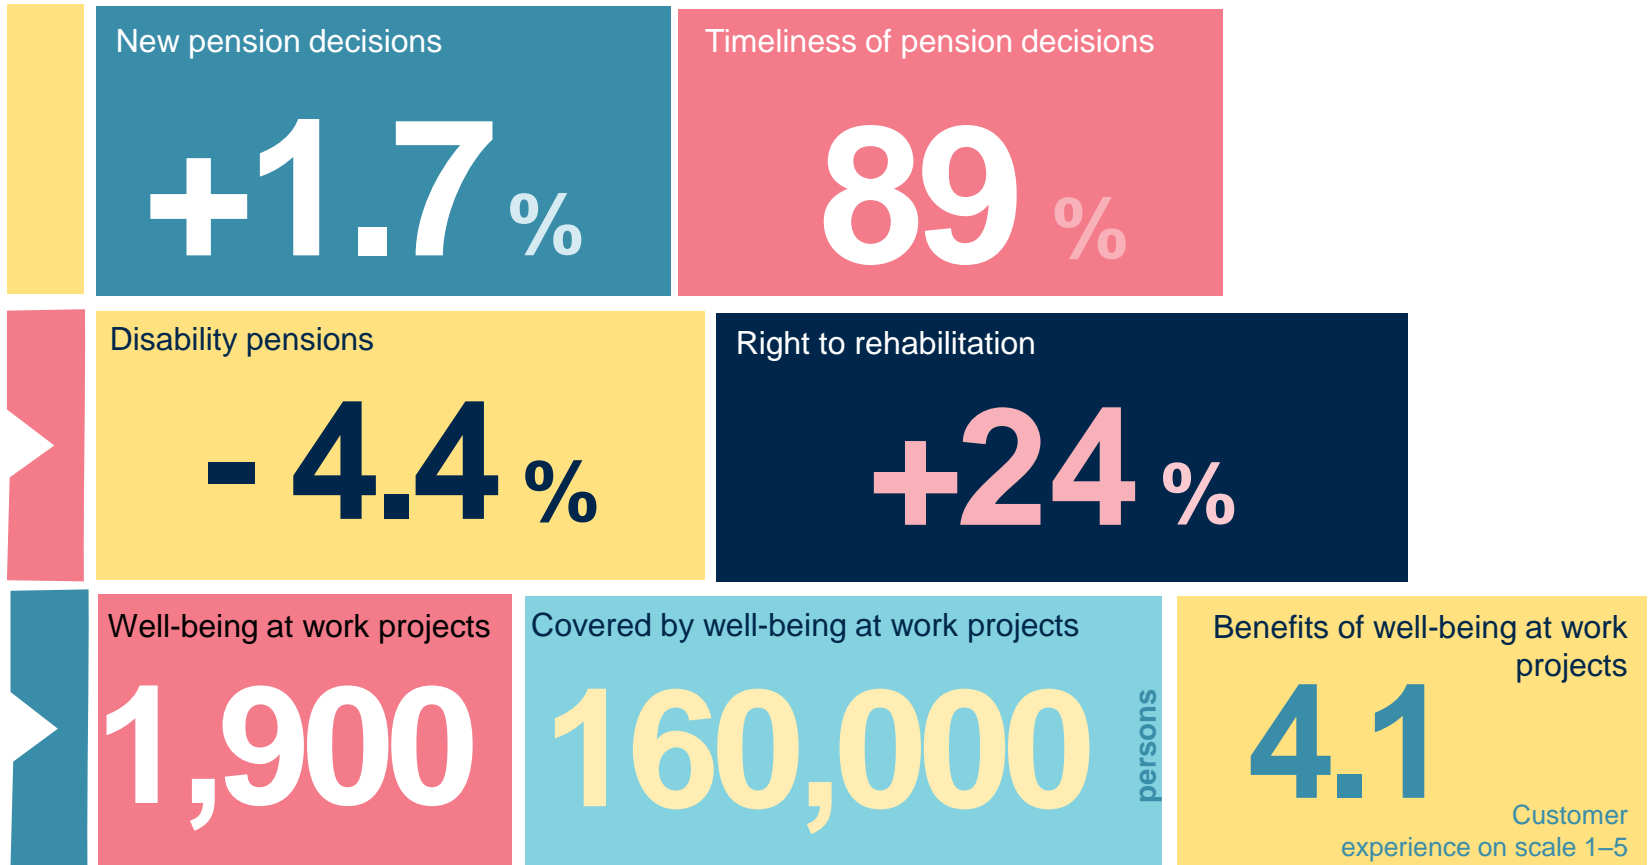 New pension decisions
+1.7 %
Timeliness of pension decisions
89 %
Disability pensions
- 4.4 %
Right to rehabilitation
+24 %
Well-being at work projects
1,900
Covered by well-being at work projects
160,000 persons
Benefits of well-being at work
projects
4.1
Customer
experience on scale 1–5